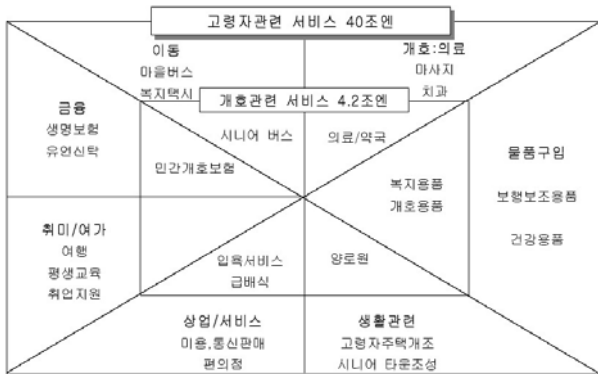 고령자관련 서비스 40조엔
이동
마을버스
복지택시
개호:의료
마사지
치과
개호관련 서비스 4.2조엔
금융
생명보험
유언신탁
시니어 버스
민간개호보험
의료/약국
복지용품
개호용품
물품구입
보행보조용품
건강용품
취미/여가
여행
평생교육
취업지원
입욕서비스
급배식
양로원
상업/서비스
미용,통신판매
편의점
생활관련
고령자주택개조
시니어 타운조성